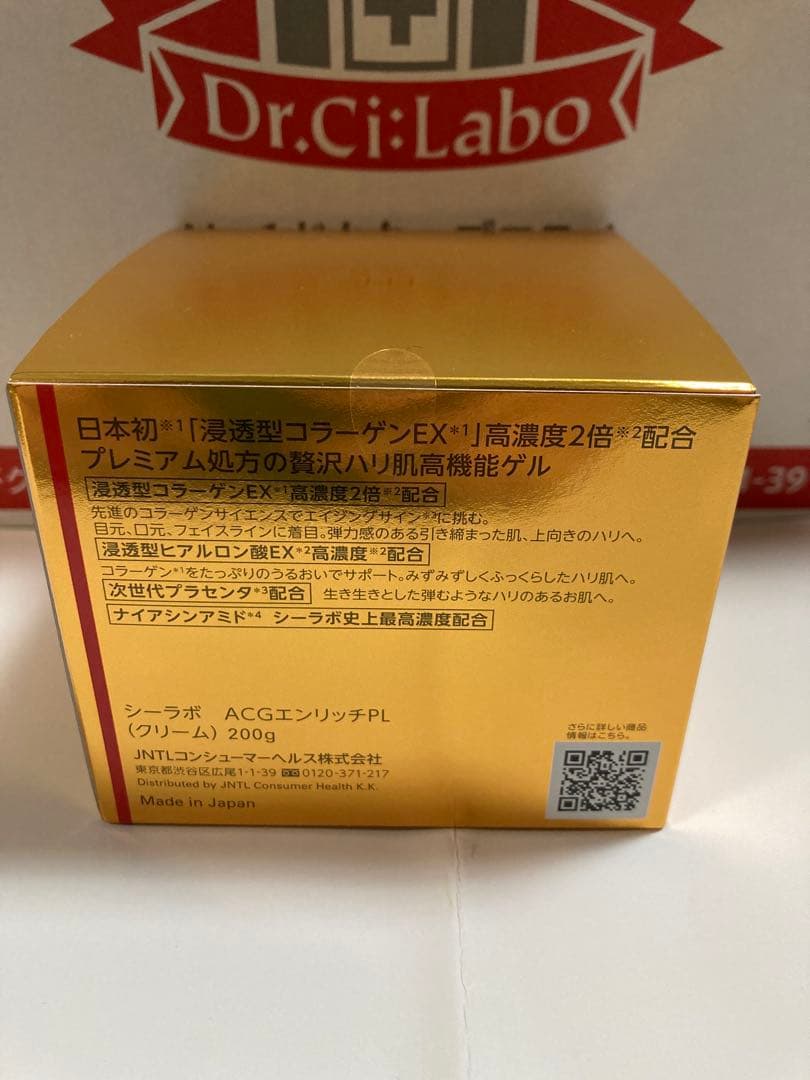 Dr.Ci:Labo
日本初※1「浸透型コラーゲンEX*1」高濃度2倍※2配合
プレミアム処方の贅沢ハリ肌高機能ゲル
浸透型コラーゲンEX*1高濃度2倍※2配合
先進のコラーゲンサイエンスでエイジングサイン*2に挑む。
目元、口元、フェイスラインに着目。弾力感のある引き締まった肌、上向きのハリへ。
浸透型ヒアルロン酸EX*2高濃度※2配合
コラーゲン*1をたっぷりのうるおいでサポート。みずみずしくふっくらしたハリ肌へ。
次世代プラセンタ*3配合 生き生きとした弾むようなハリのあるお肌へ。
ナイアシンアミド*4 シーラボ史上最高濃度配合
シーラボ ACGエンリッチPL
(クリーム) 200g
JNTLコンシューマーヘルス株式会社
東京都渋谷区広尾1-1-39 0120-371-217
Distributed by JNTL Consumer Health K.K.
Made in Japan
さらに詳しい商品
情報はこちら。
-39